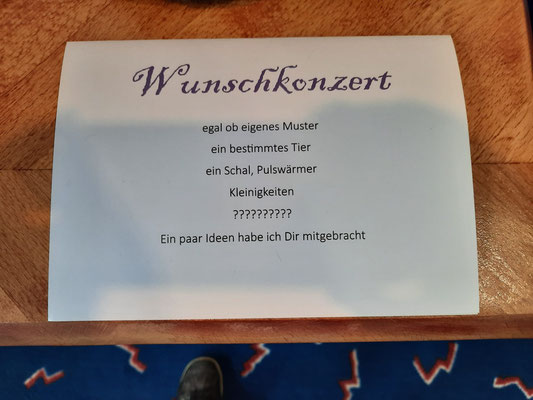 Wunschkonzert
egal ob eigenes Muster
ein bestimmtes Tier
ein Schal, Pulswärmer
Kleinigkeiten
??????????
Ein paar Ideen habe ich Dir mitgebracht